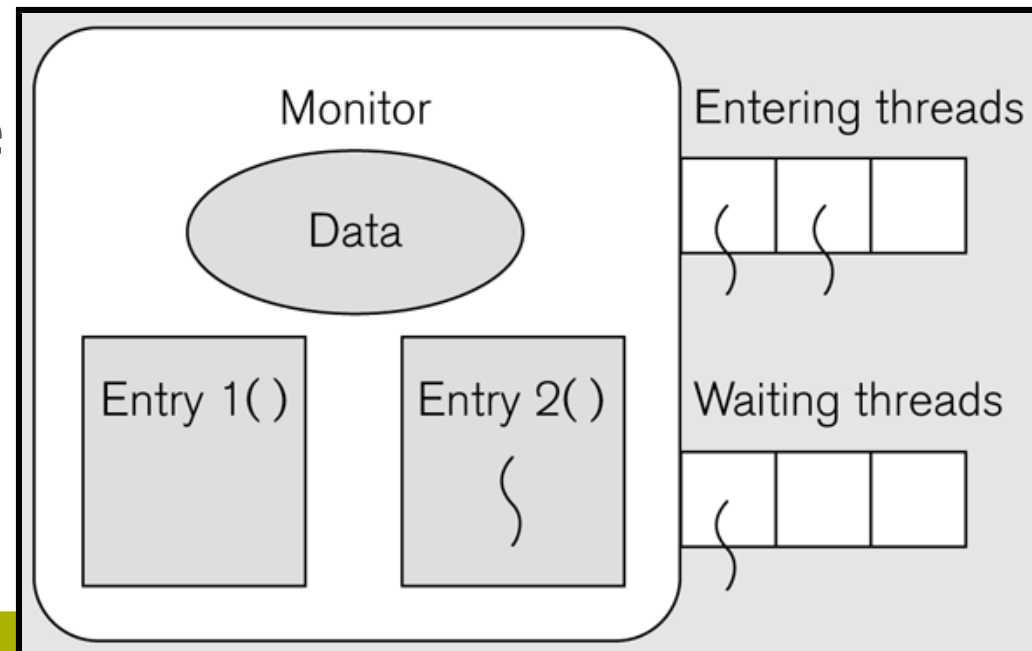 Monitor
Entering threads
Data
Entry 1( )
Entry 2( )
Waiting threads